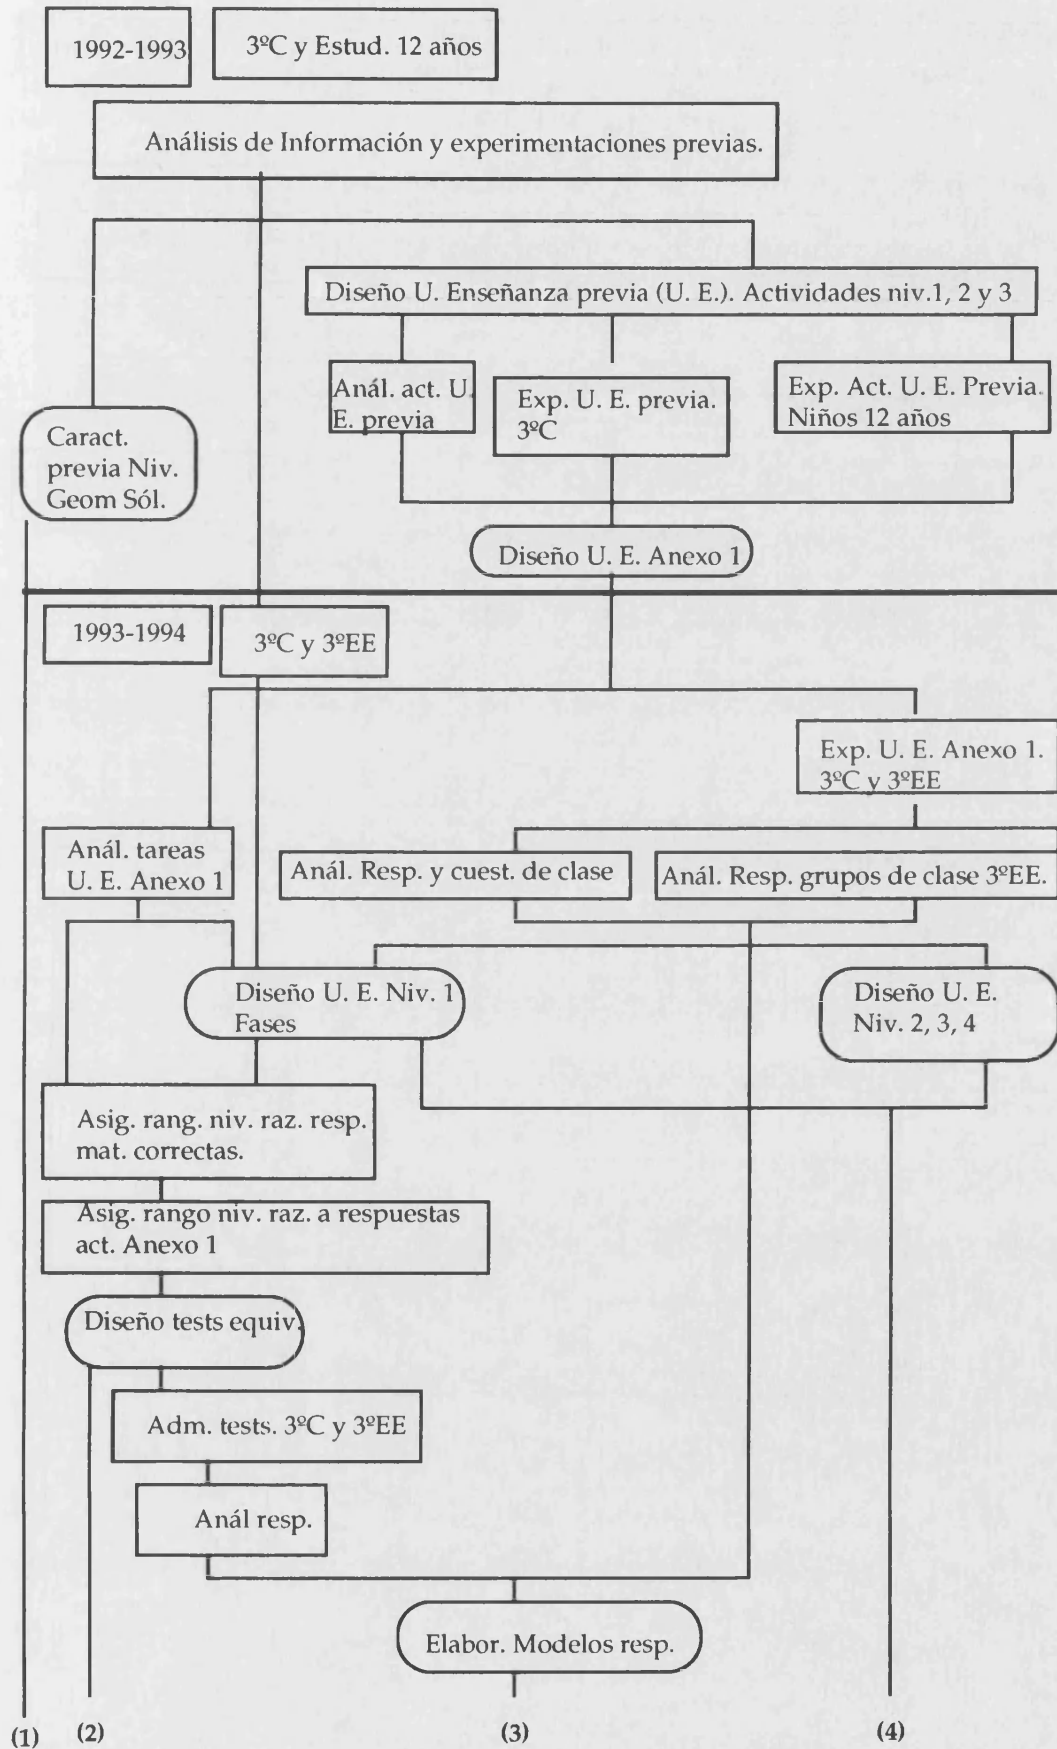 1992-1993
3ºC y Estud. 12 años
Análisis de Información y experimentaciones previas.
Diseño U. Enseñanza previa (U. E.). Actividades niv.1, 2 y 3
Anál. act. U.
E. previa
Exp. U. E. previa.
3ºC
Exp. Act. U. E. Previa.
Niños 12 años
Caract.
previa Niv.
Geom Sól.
Diseño U. E. Anexo 1
1993-1994
3ºC y 3ºEE
Exp. U. E. Anexo 1.
3ºC y 3ºEE
Anál. tareas
U. E. Anexo 1
Anál. Resp. y cuest. de clase
Anál. Resp. grupos de clase 3ºEE.
Diseño U. E. Niv. 1
Fases
Diseño U. E.
Niv. 2, 3, 4
Asig. rang. niv. raz. resp.
mat. correctas.
Asig. rango niv. raz. a respuestas
act. Anexo 1
Diseño tests equiv.
Adm. tests. 3ºC y 3ºEE
Anál resp.
Elabor. Modelos resp.
(1)
(2)
(3)
(4)